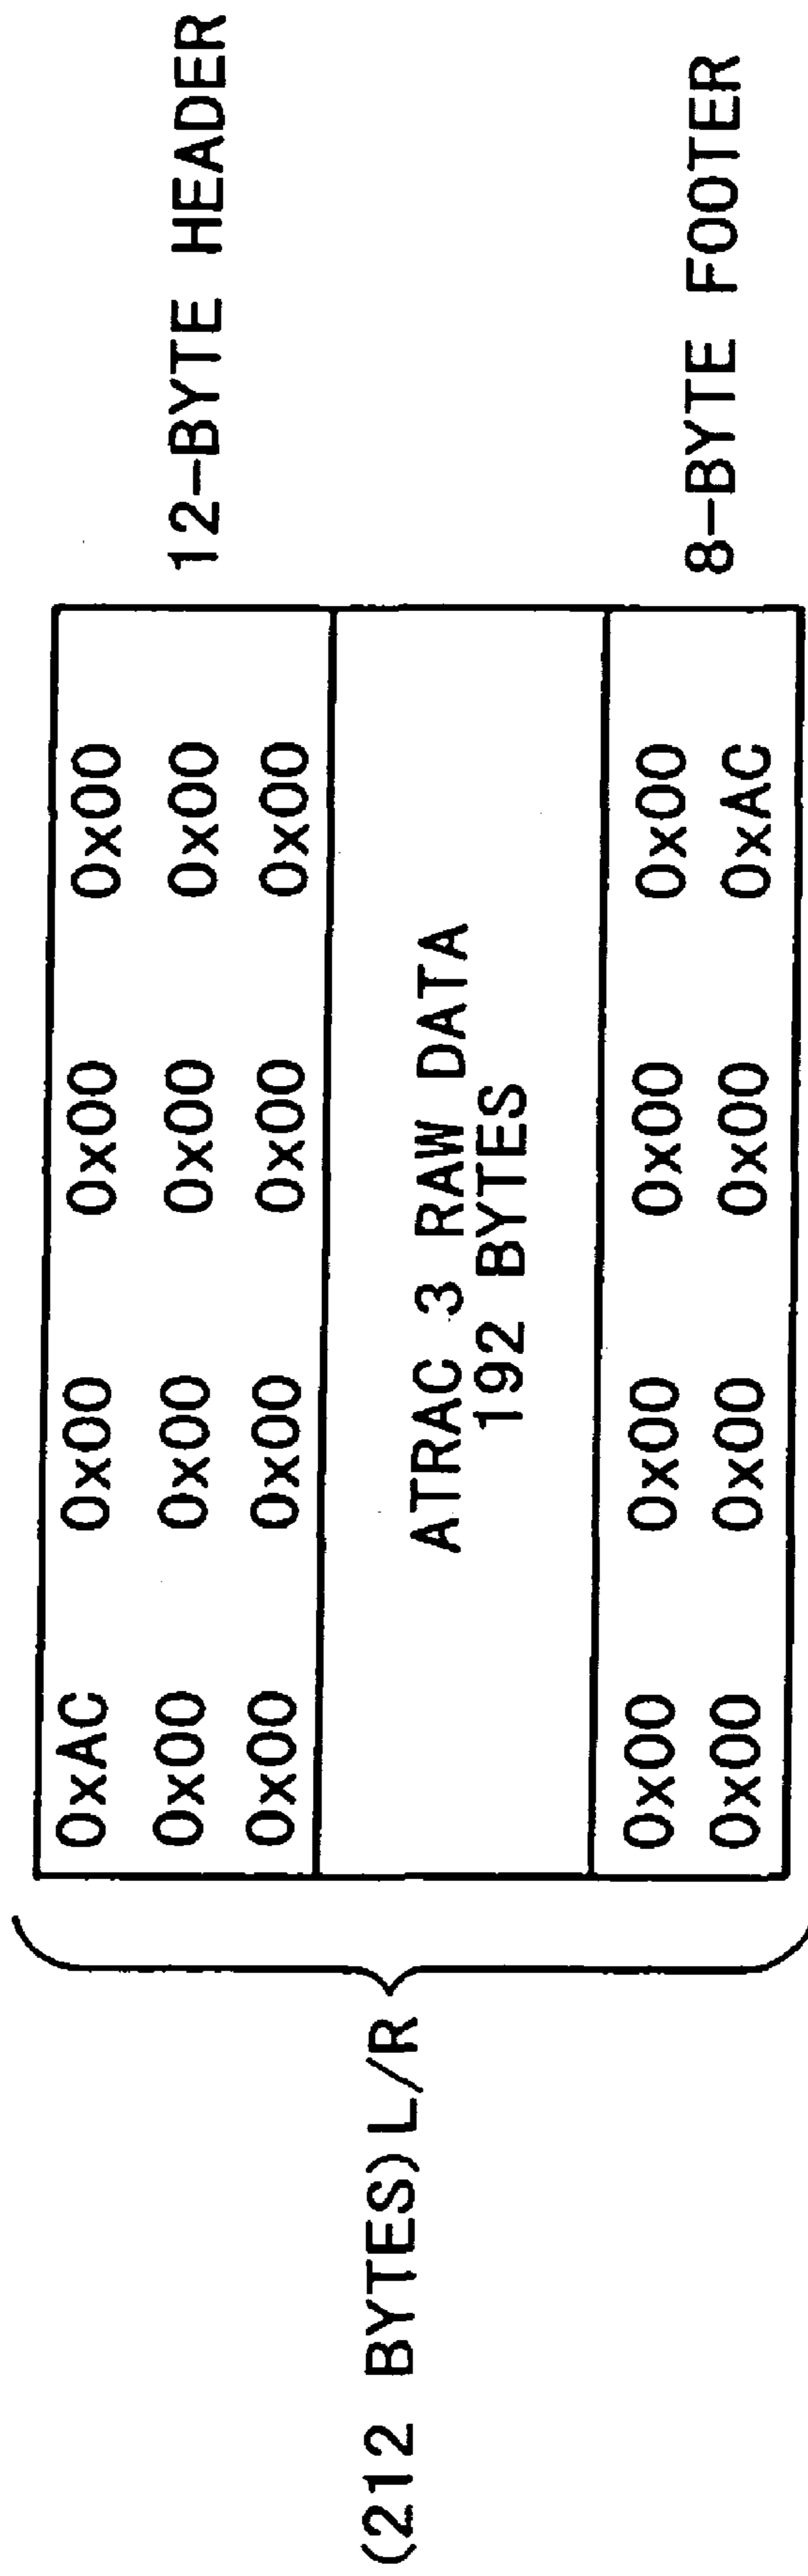 (212 BYTES) L/R
0xAC 0x00 0x00 0x00
0x00 0x00 0x00 0x00
0x00 0x00 0x00 0x00
12-BYTE HEADER
ATRAC 3 RAW DATA
192 BYTES
0x00 0x00 0x00 0x00
0x00 0x00 0x00 0xAC
8-BYTE FOOTER